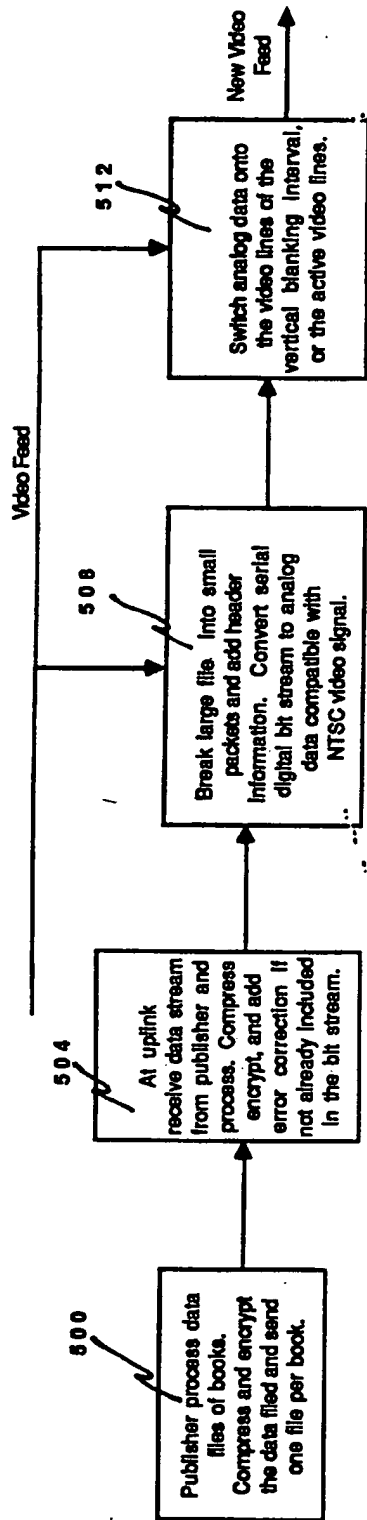 500
Publisher process data
files of books.
Compress and encrypt
the data filed and send
one file per book.
504
At uplink
receive data stream
from publisher and
process. Compress
encrypt, and add
error correction if
not already included
in the bit stream.
Video Feed
508
Break large file into small
packets and add header
information. Convert serial
digital bit stream to analog
data compatible with
NTSC video signal.
512
Switch analog data onto
the video lines of the
vertical blanking interval,
or the active video lines.
New Video
Feed